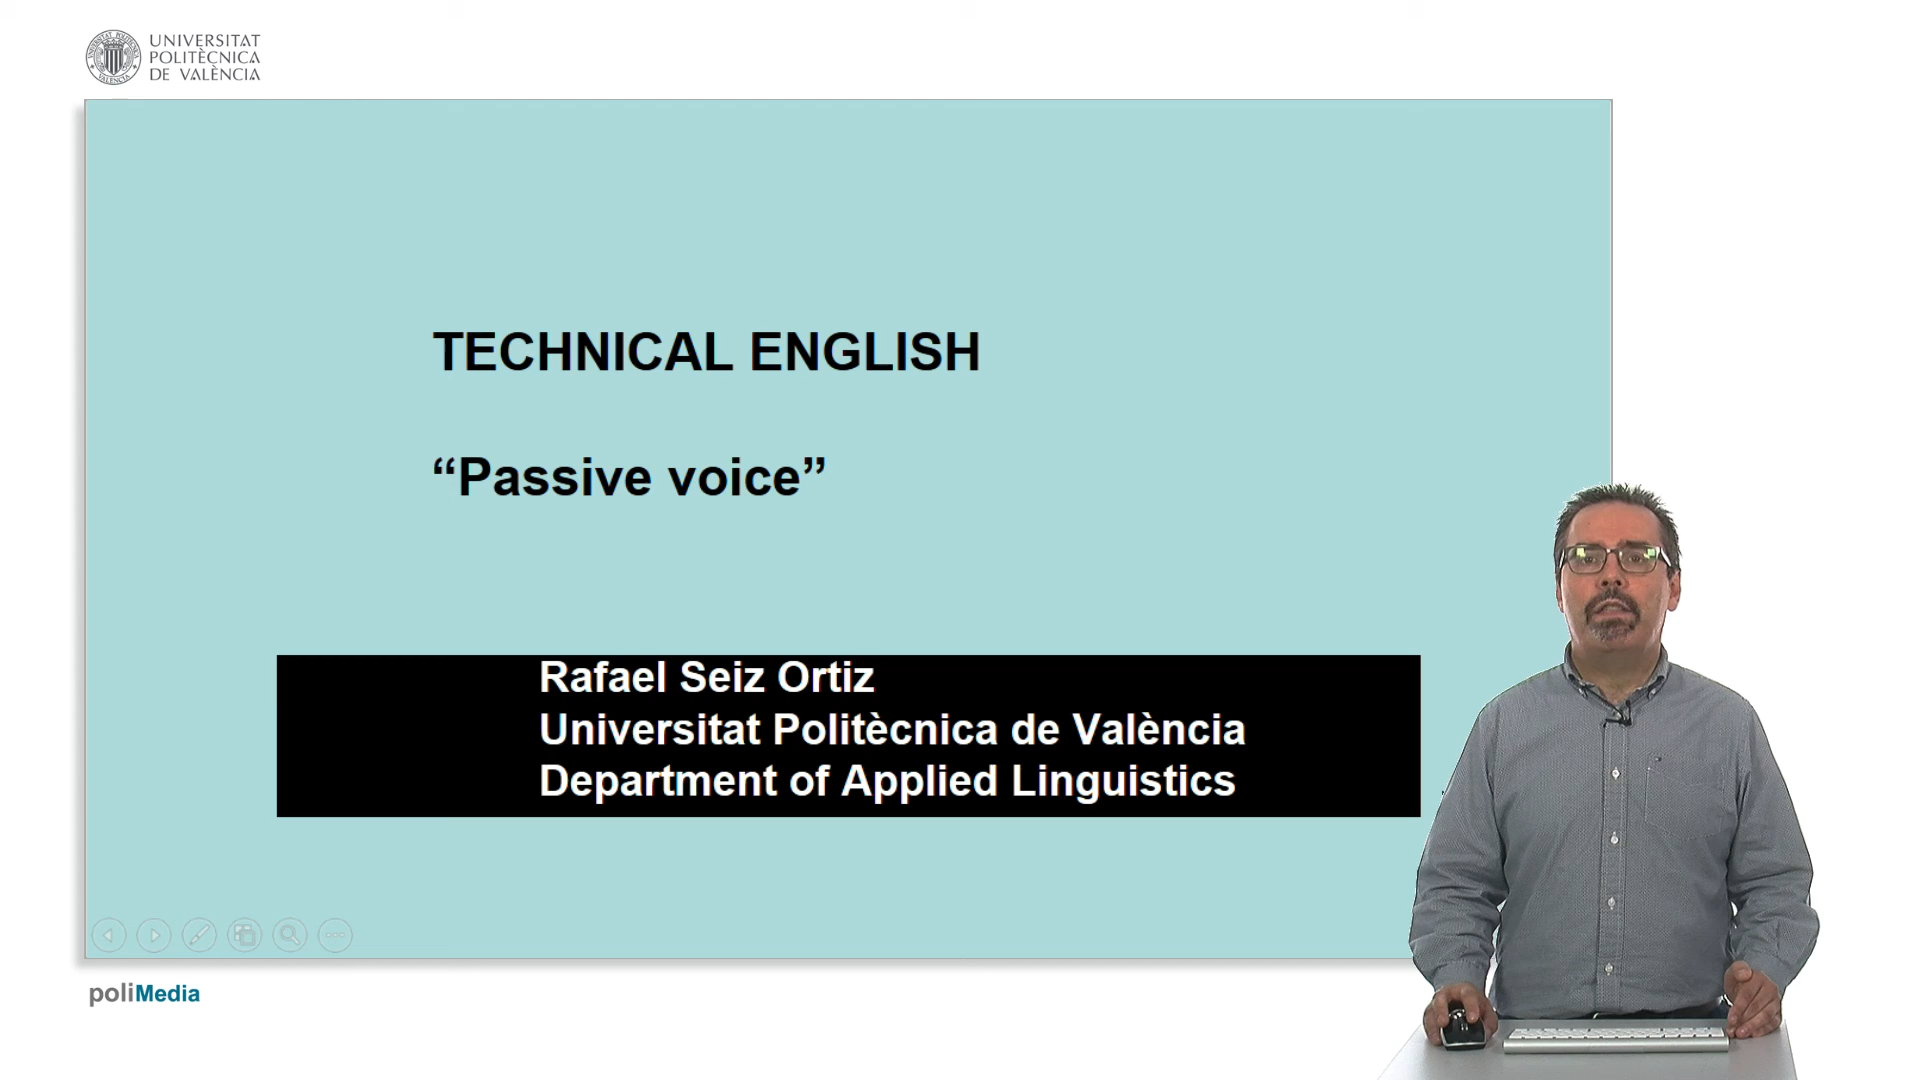 UNIVERSITAT
POLITÈCNICA
DE VALÈNCIA
TECHNICAL ENGLISH
“Passive voice”
Rafael Seiz Ortiz
Universitat Politècnica de València
Department of Applied Linguistics
poliMedia